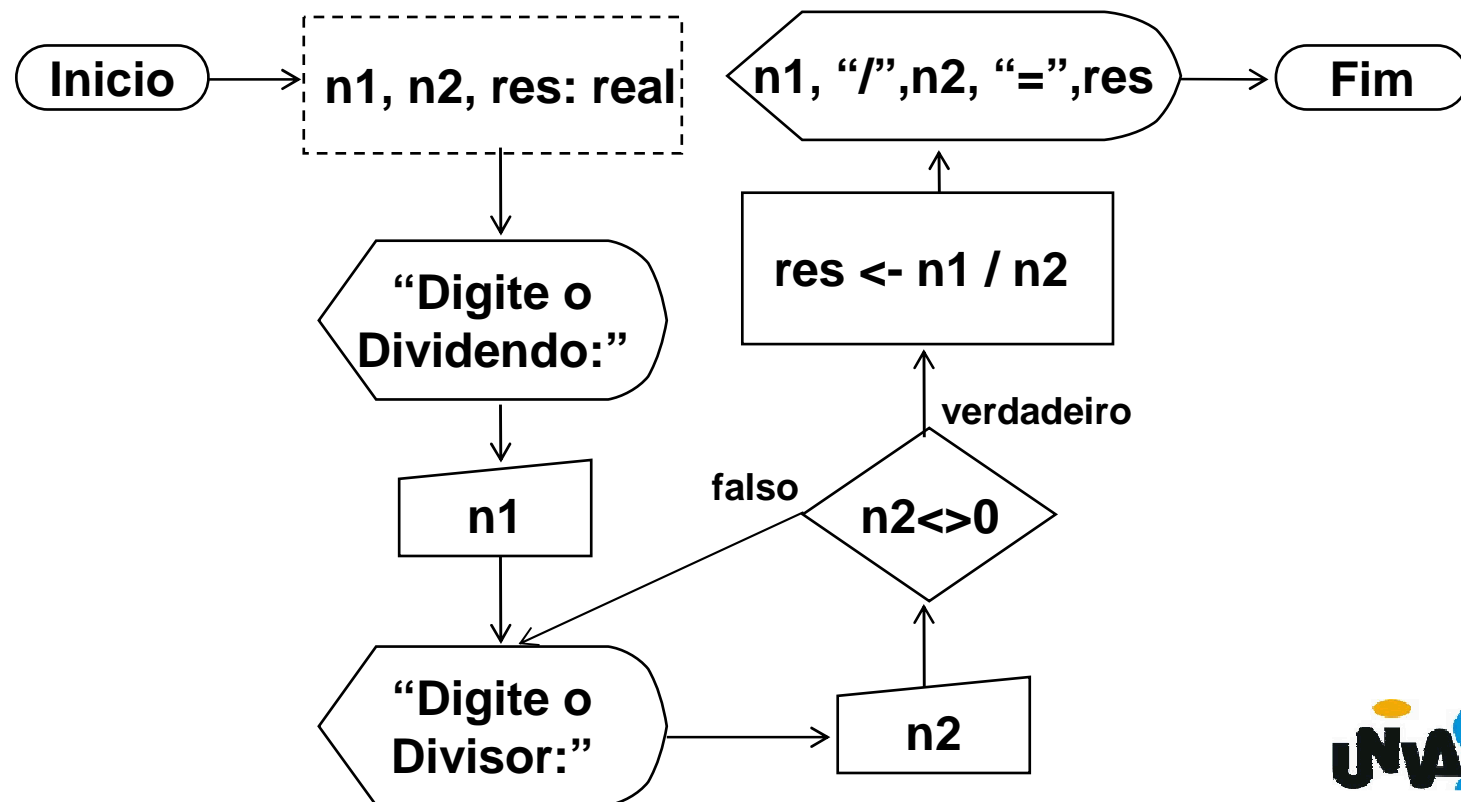 Inicio
n1, n2, res: real
“Digite o
Dividendo:”
n1
“Digite o
Divisor:”
n2
n2<>0
falso
verdadeiro
res <- n1 / n2
n1, “/”,n2, “=”,res
Fim